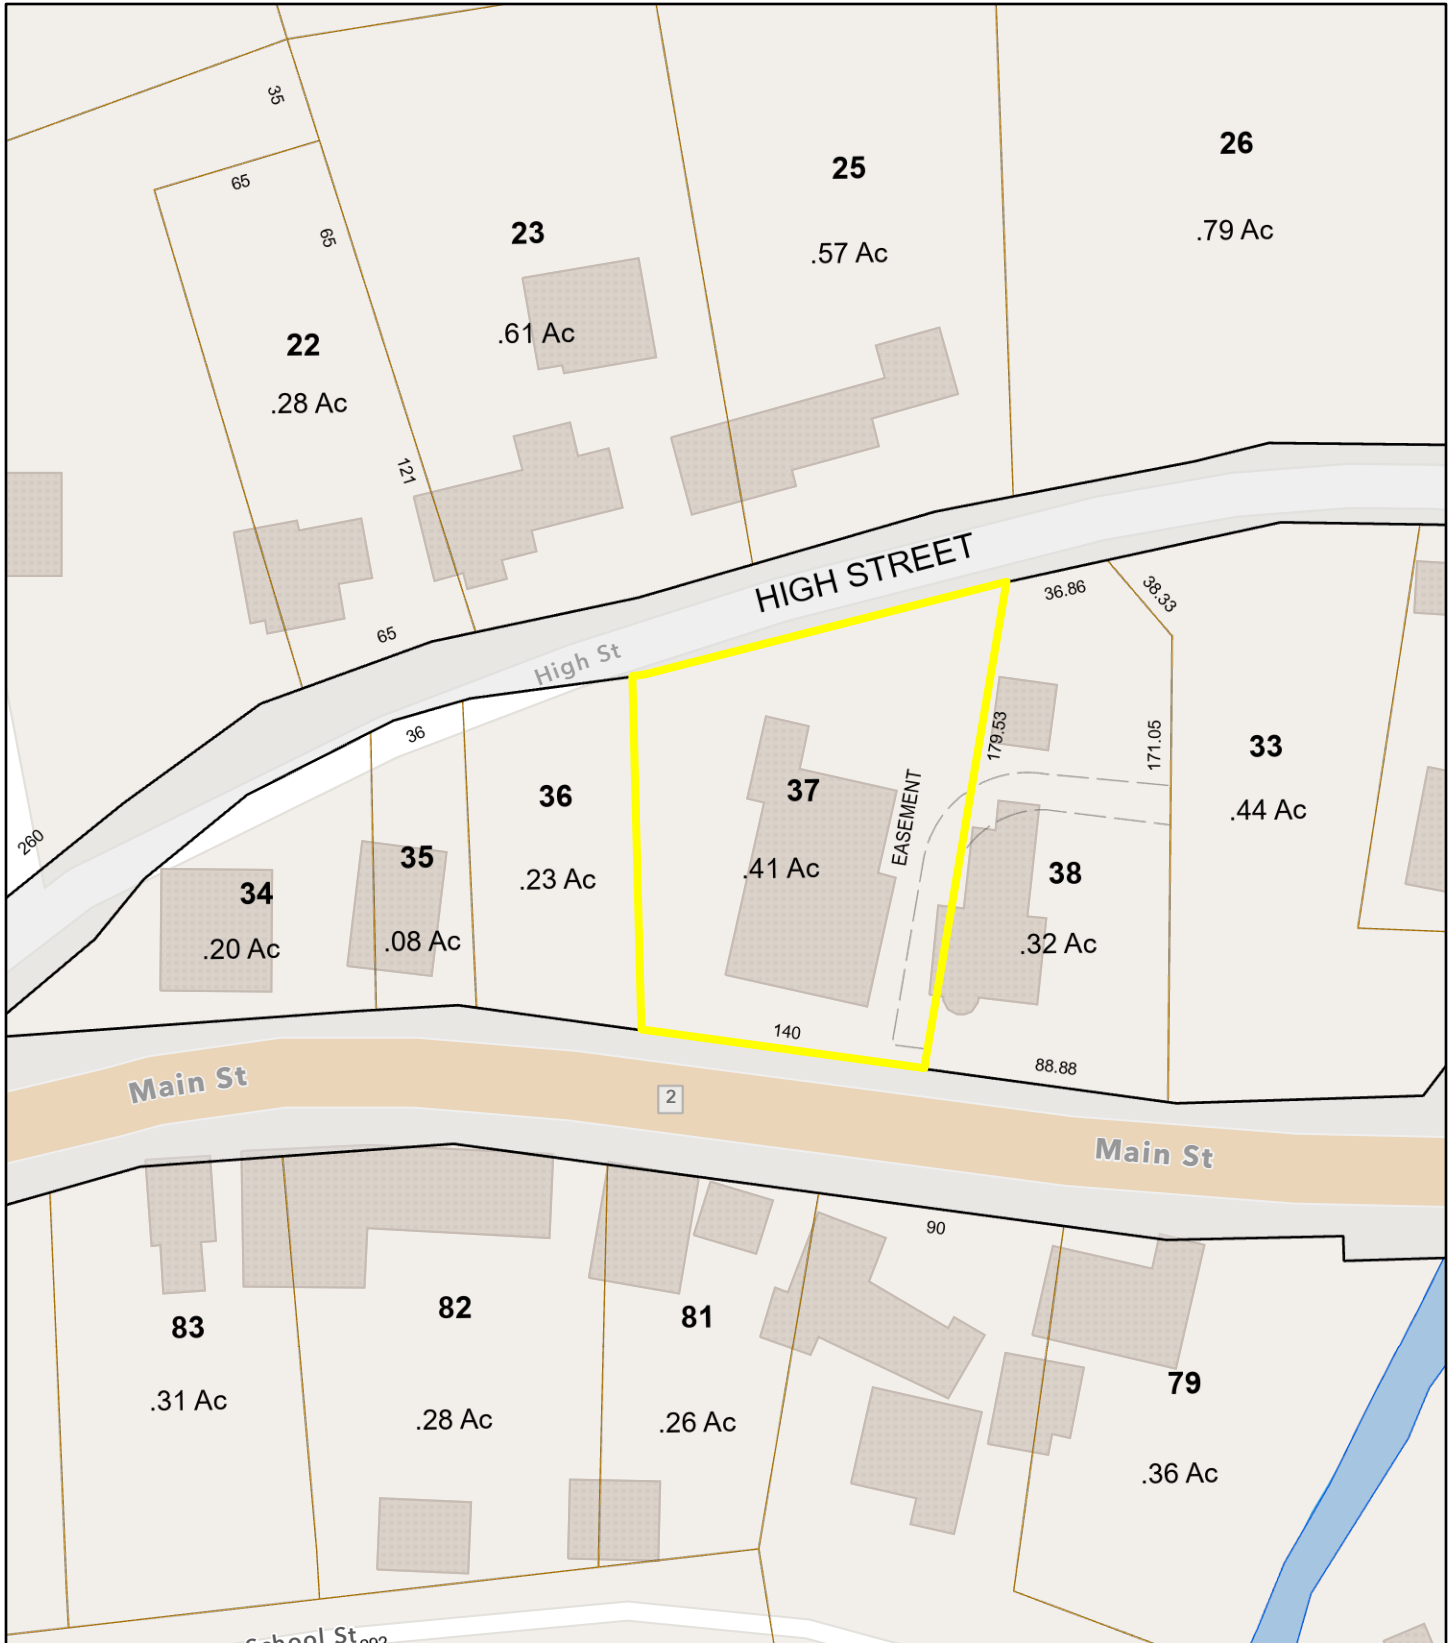 35
26
25
65
.79 Ac
23
65
.57 Ac
.61 Ac
22
.28 Ac
121
HIGH STREET
36.86
38.33
65
High St
36
179.53
171.05
33
37
36
.44 Ac
EASEMENT
260
35
.41 Ac
38
34
.23 Ac
.20 Ac
.08 Ac
.32 Ac
140
88.88
Main St
2
Main St
90
82
81
83
79
.31 Ac
.28 Ac
.26 Ac
.36 Ac
School St